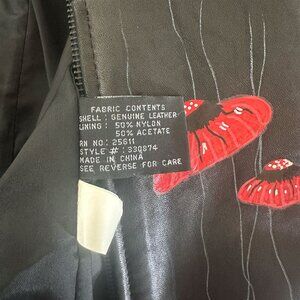 FABRIC CONTENTS
SHELL: GENUINE LEATHER
LINING: 50% NYLON
50% ACETATE
RN NO: 25611
STYLE #: 330874
MADE IN CHINA
SEE REVERSE FOR CARE